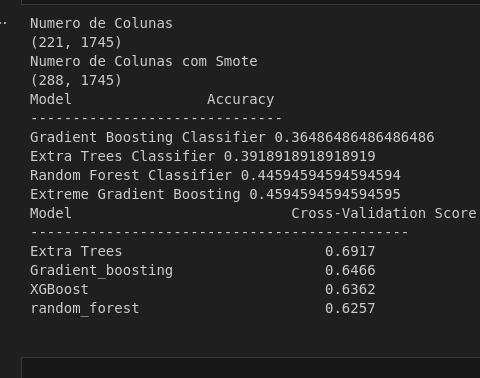 Numero de Colunas
(221, 1745)
Numero de Colunas com Smote
(288, 1745)
Model                Accuracy
------------------------------
Gradient Boosting Classifier 0.36486486486486486
Extra Trees Classifier 0.3918918918918919
Random Forest Classifier 0.44594594594594594
Extreme Gradient Boosting 0.4594594594594595
Model                          Cross-Validation Score
---------------------------------------------
Extra Trees                        0.6917
Gradient_boosting                  0.6466
XGBoost                            0.6362
random_forest                      0.6257